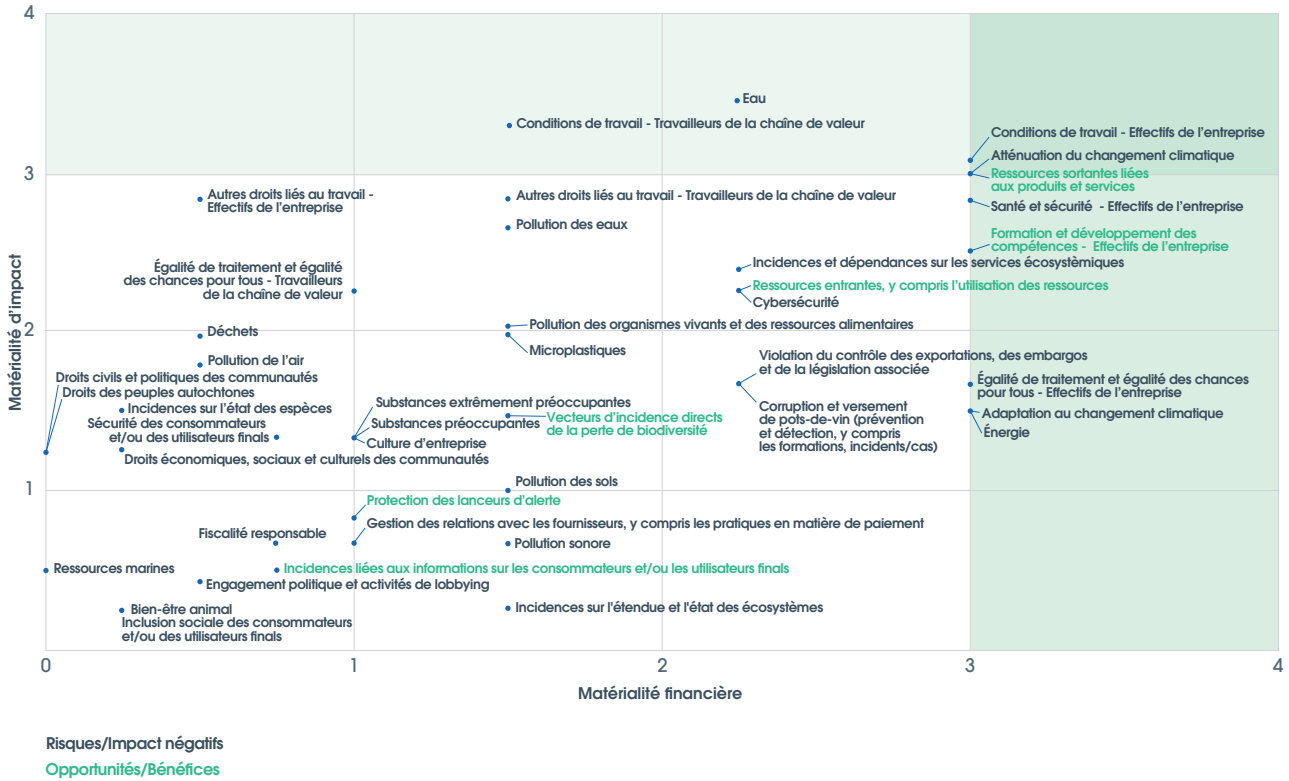 4
Eau
Conditions de travail - Travailleurs de la chaîne de valeur
Conditions de travail - Effectifs de l'entreprise
Atténuation du changement climatique
3
Ressources sortantes liées
aux produits et services
Autres droits liés au travail -
Effectifs de l'entreprise
Autres droits liés au travail - Travailleurs de la chaîne de valeur
Santé et sécurité - Effectifs de l'entreprise
Pollution des eaux
Formation et développement des
compétences - Effectifs de l'entreprise
Égalité de traitement et égalité
des chances pour tous - Travailleurs
de la chaîne de valeur
Incidences et dépendances sur les services écosystèmiques
Ressources entrantes, y compris l'utilisation des ressources
Cybersécurité
Matérialité d'impact
2
Déchets
Pollution des organismes vivants et des ressources alimentaires
Microplastiques
Pollution de l'air
Violation du contrôle des exportations, des embargos
et de la législation associée
Droits civils et politiques des communautés
Droits des peuples autochtones
Égalité de traitement et égalité des chances
pour tous - Effectifs de l'entreprise
Incidences sur l'état des espèces
Substances extrêmement préoccupantes
Sécurité des consommateurs
et/ou des utilisateurs finals
Substances préoccupantes
Vecteurs d'incidence directs
de la perte de biodiversité
Corruption et versement
de pots-de-vin (prévention
et détection, y compris
les formations, incidents/cas)
Adaptation au changement climatique
Énergie
Culture d'entreprise
Droits économiques, sociaux et culturels des communautés
1
Pollution des sols
Protection des lanceurs d'alerte
Gestion des relations avec les fournisseurs, y compris les pratiques en matière de paiement
Fiscalité responsable
Pollution sonore
Ressources marines
Incidences liées aux informations sur les consommateurs et/ou les utilisateurs finals
Engagement politique et activités de lobbying
Bien-être animal
Inclusion sociale des consommateurs
et/ou des utilisateurs finals
Incidences sur l'étendue et l'état des écosystèmes
0
1
2
3
4
Matérialité financière
Risques/Impact négatifs
Opportunités/Bénéfices